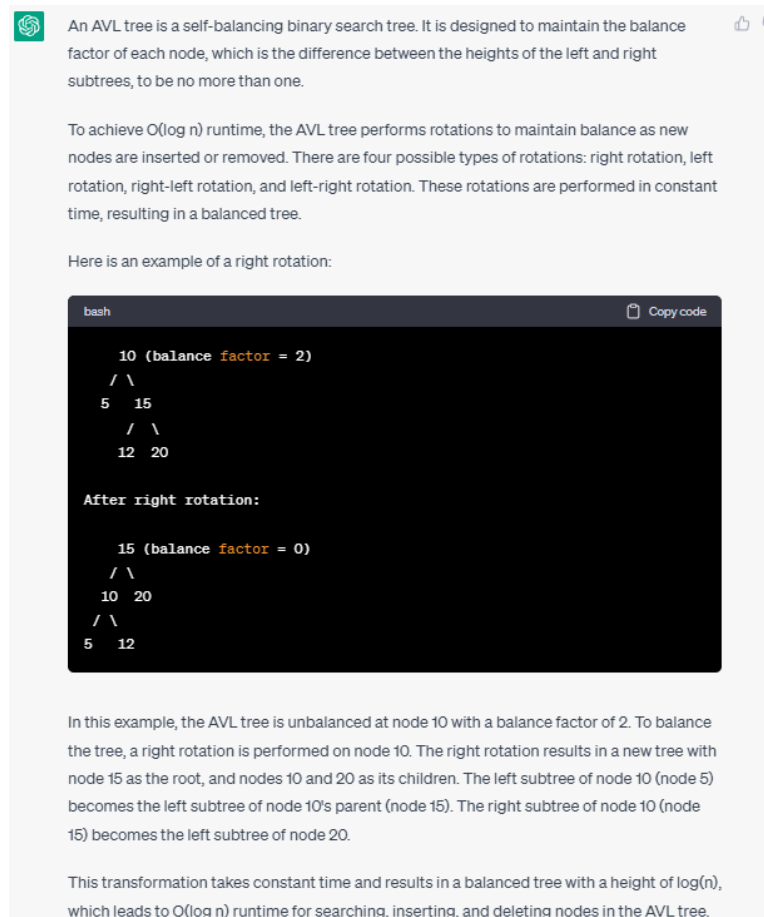 An AVL tree is a self-balancing binary search tree. It is designed to maintain the balance
factor of each node, which is the difference between the heights of the left and right
subtrees, to be no more than one.
To achieve O(log n) runtime, the AVL tree performs rotations to maintain balance as new
nodes are inserted or removed. There are four possible types of rotations: right rotation, left
rotation, right-left rotation, and left-right rotation. These rotations are performed in constant
time, resulting in a balanced tree.
Here is an example of a right rotation:
bash Copy code
    10 (balance factor = 2)
   / \
  5   15
     /  \
    12  20
After right rotation:
    15 (balance factor = 0)
   / \
  10  20
 / \
5   12
In this example, the AVL tree is unbalanced at node 10 with a balance factor of 2. To balance
the tree, a right rotation is performed on node 10. The right rotation results in a new tree with
node 15 as the root, and nodes 10 and 20 as its children. The left subtree of node 10 (node 5)
becomes the left subtree of node 10's parent (node 15). The right subtree of node 10 (node
15) becomes the left subtree of node 20.
This transformation takes constant time and results in a balanced tree with a height of log(n),
which leads to O(log n) runtime for searching, inserting, and deleting nodes in the AVL tree.